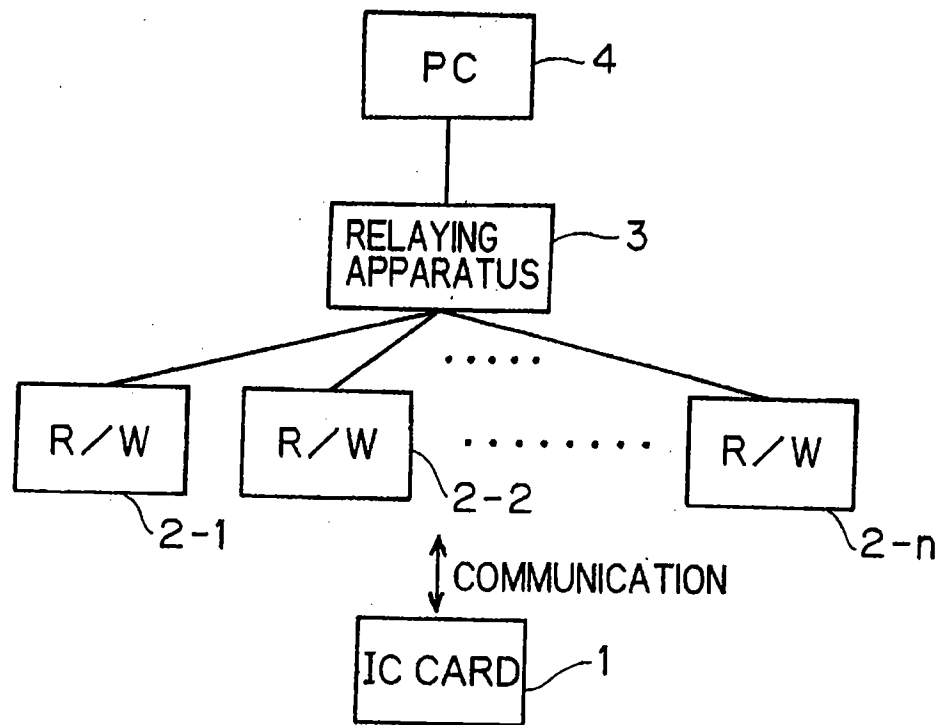 PC
4
RELAYING
APPARATUS
3
R/W
R/W
R/W
2-1
2-2
2-n
COMMUNICATION
IC CARD
1